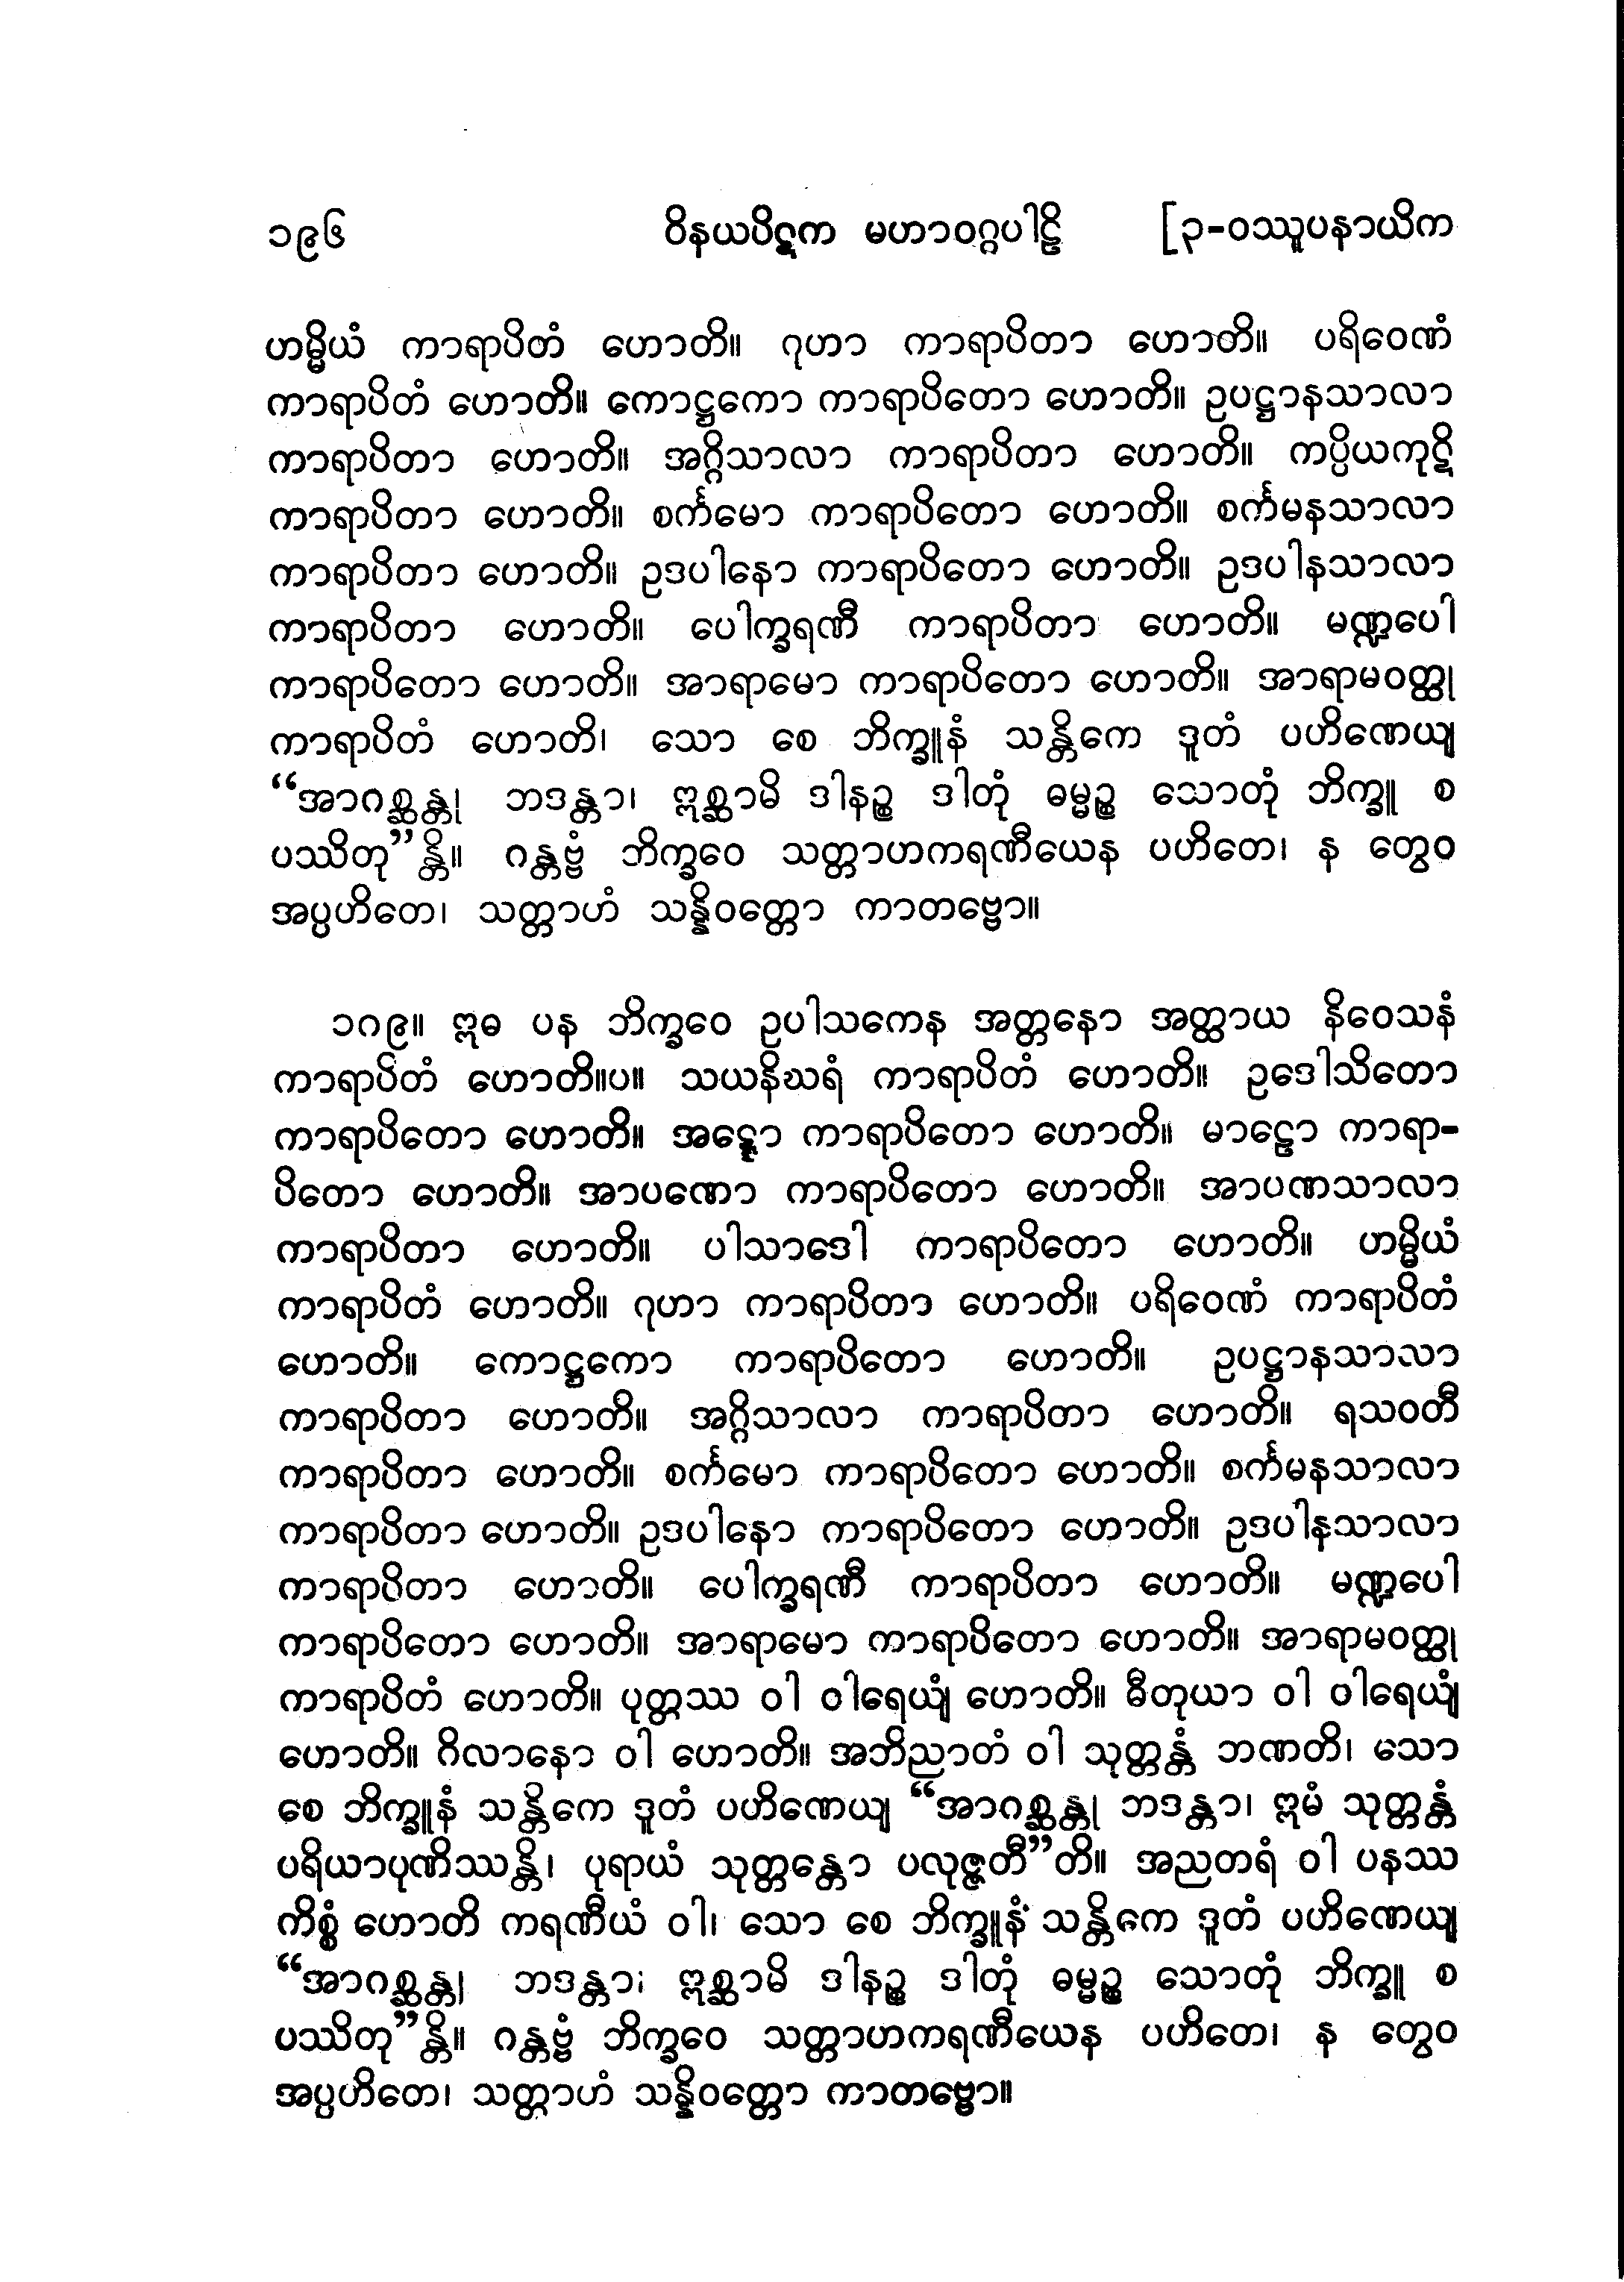 ၁၉၆ ဝိနယပိဋက မဟာဝဂ္ဂပါဠိ [၃-ဝဿူပနာယိက
ဟမ္မိယံ ကာရာပိတံ ဟောတိ။ ဂုဟာ ကာရာပိတာ ဟောတိ။ ပရိဝေဏံ
ကာရာပိတံ ဟောတိ။ ကောဋ္ဌကော ကာရာပိတော ဟောတိ။ ဥပဋ္ဌာနသာလာ
ကာရာပိတာ ဟောတိ။ အဂ္ဂိသာလာ ကာရာပိတာ ဟောတိ။ ကပ္ပိယကုဋိ
ကာရာပိတာ ဟောတိ။ စင်္ကမော ကာရာပိတော ဟောတိ။ စင်္ကမနသာလာ
ကာရာပိတာ ဟောတိ။ ဥဒပါနော ကာရာပိတော ဟောတိ။ ဥဒပါနသာလာ
ကာရာပိတာ ဟောတိ။ ပေါက္ခရဏီ ကာရာပိတာ ဟောတိ။ မဏ္ဍပေါ
ကာရာပိတော ဟောတိ။ အာရာမော ကာရာပိတော ဟောတိ။ အာရာမဝတ္ထု
ကာရာပိတံ ဟောတိ၊ သော စေ ဘိက္ခူနံ သန္တိကေ ဒူတံ ပဟိဏေယျ
“အာဂစ္ဆန္တု ဘဒန္တာ၊ ဣစ္ဆာမိ ဒါနဉ္စ ဒါတုံ ဓမ္မဉ္စ သောတုံ ဘိက္ခူ စ
ပဿိတု”န္တိ။ ဂန္တဗ္ဗံ ဘိက္ခဝေ သတ္တာဟကရဏီယေန ပဟိတေ၊ န တွေဝ
အပ္ပဟိတေ၊ သတ္တာဟံ သန္နိဝတ္တော ကာတဗ္ဗော။
၁၈၉။ ဣဓ ပန ဘိက္ခဝေ ဥပါသကေန အတ္တနော အတ္ထာယ နိဝေသနံ
ကာရာပိတံ ဟောတိ။ပ။ သယနိဃရံ ကာရာပိတံ ဟောတိ။ ဥဒေါသိတော
ကာရာပိတော ဟောတိ။ အဋ္ဋော ကာရာပိတော ဟောတိ။ မာဠော ကာရာ-
ပိတော ဟောတိ။ အာပဏော ကာရာပိတော ဟောတိ။ အာပဏသာလာ
ကာရာပိတာ ဟောတိ။ ပါသာဒေါ ကာရာပိတော ဟောတိ။ ဟမ္မိယံ
ကာရာပိတံ ဟောတိ။ ဂုဟာ ကာရာပိတာ ဟောတိ။ ပရိဝေဏံ ကာရာပိတံ
ဟောတိ။ ကောဋ္ဌကော ကာရာပိတော ဟောတိ။ ဥပဋ္ဌာနသာလာ
ကာရာပိတာ ဟောတိ။ အဂ္ဂိသာလာ ကာရာပိတာ ဟောတိ။ ရသဝတီ
ကာရာပိတာ ဟောတိ။ စင်္ကမော ကာရာပိတော ဟောတိ။ စင်္ကမနသာလာ
ကာရာပိတာ ဟောတိ။ ဥဒပါနော ကာရာပိတော ဟောတိ။ ဥဒပါနသာလာ
ကာရာပိတာ ဟောတိ။ ပေါက္ခရဏီ ကာရာပိတာ ဟောတိ။ မဏ္ဍပေါ
ကာရာပိတော ဟောတိ။ အာရာမော ကာရာပိတော ဟောတိ။ အာရာမဝတ္ထု
ကာရာပိတံ ဟောတိ။ ပုတ္တဿ ဝါ ဝါရေယျံ ဟောတိ။ ဓီတုယာ ဝါ ဝါရေယျံ
ဟောတိ။ ဂိလာနော ဝါ ဟောတိ။ အဘိညာတံ ဝါ သုတ္တန္တံ ဘဏတိ၊ သော
စေ ဘိက္ခူနံ သန္တိကေ ဒူတံ ပဟိဏေယျ “အာဂစ္ဆန္တု ဘဒန္တာ၊ ဣမံ သုတ္တန္တံ
ပရိယာပုဏိဿန္တိ၊ ပုရာယံ သုတ္တန္တော ပလုဇ္ဇတီ”တိ။ အညတရံ ဝါ ပနဿ
ကိစ္စံ ဟောတိ ကရဏီယံ ဝါ၊ သော စေ ဘိက္ခူနံ သန္တိကေ ဒူတံ ပဟိဏေယျ
“အာဂစ္ဆန္တု ဘဒန္တာ၊ ဣစ္ဆာမိ ဒါနဉ္စ ဒါတုံ ဓမ္မဉ္စ သောတုံ ဘိက္ခူ စ
ပဿိတု”န္တိ။ ဂန္တဗ္ဗံ ဘိက္ခဝေ သတ္တာဟကရဏီယေန ပဟိတေ၊ န တွေဝ
အပ္ပဟိတေ၊ သတ္တာဟံ သန္နိဝတ္တော ကာတဗ္ဗော။